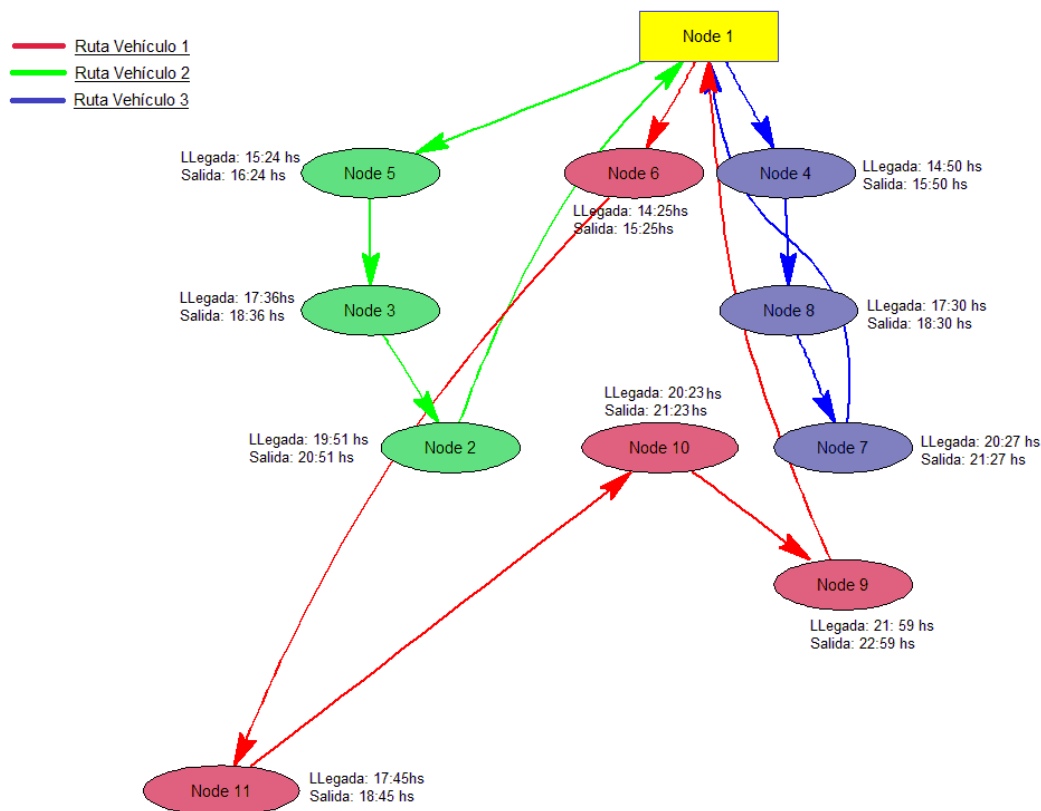 Node 1
Ruta Vehículo 1
Ruta Vehículo 2
Ruta Vehículo 3
LLegada: 15:24 hs
Salida: 16:24 hs
Node 5
Node 6
LLegada: 14:25hs
Salida: 15:25hs
Node 4
LLegada: 14:50 hs
Salida: 15:50 hs
LLegada: 17:36hs
Salida: 18:36 hs
Node 3
Node 8
LLegada: 17:30 hs
Salida: 18:30 hs
LLegada: 20:23 hs
Salida: 21:23 hs
LLegada: 19:51 hs
Salida: 20:51 hs
Node 2
Node 10
Node 7
LLegada: 20:27 hs
Salida: 21:27 hs
Node 9
LLegada: 21: 59 hs
Salida: 22:59 hs
Node 11
LLegada: 17:45hs
Salida: 18:45 hs